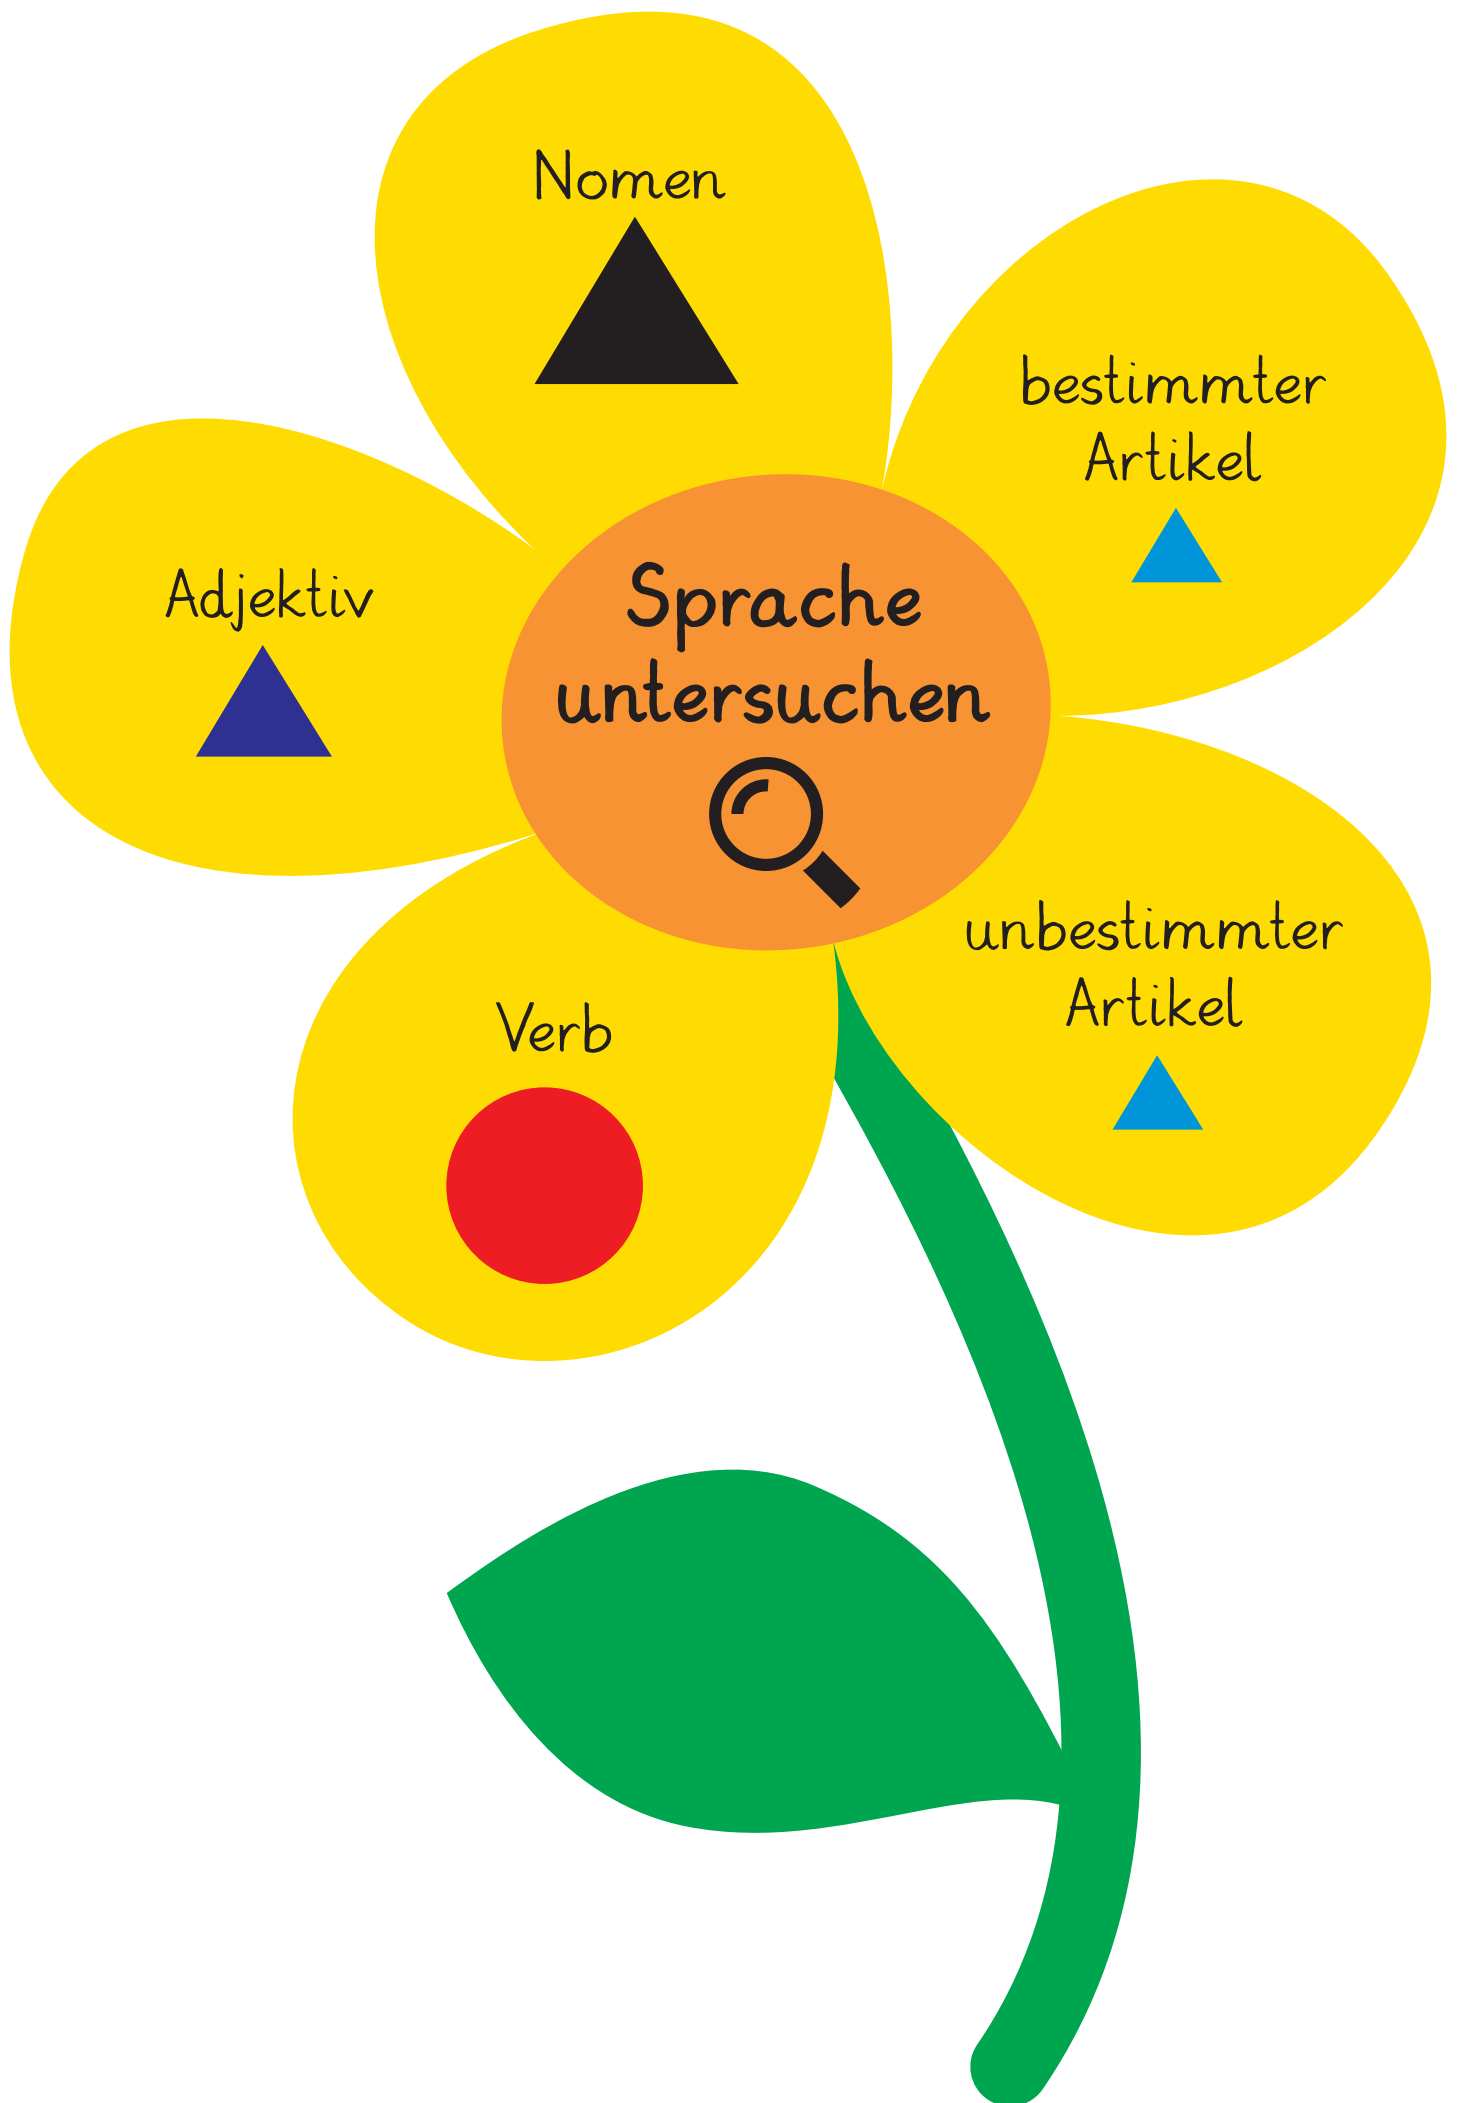 Nomen
bestimmter
Artikel
Adjektiv
Sprache
untersuchen
unbestimmter
Artikel
Verb